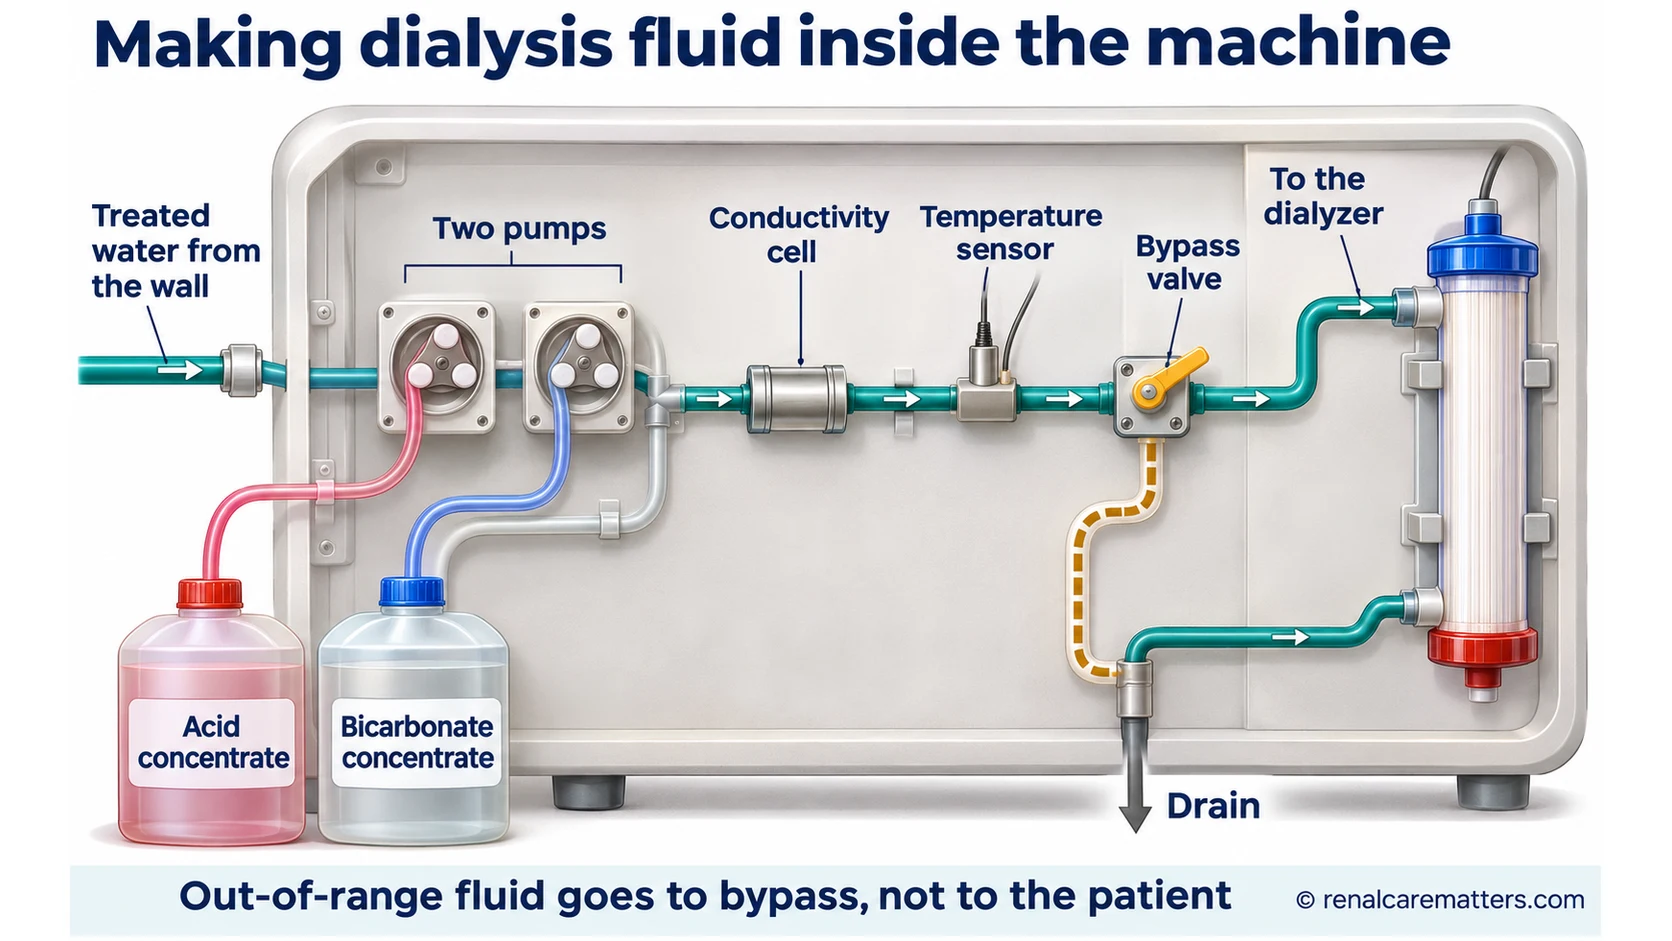 Making dialysis fluid inside the machine
Treated
water from
the wall
Two pumps
Conductivity
cell
Temperature
sensor
Bypass
valve
To the
dialyzer
Acid
concentrate
Bicarbonate
concentrate
Drain
Out-of-range fluid goes to bypass, not to the patient
© renalcarematters.com